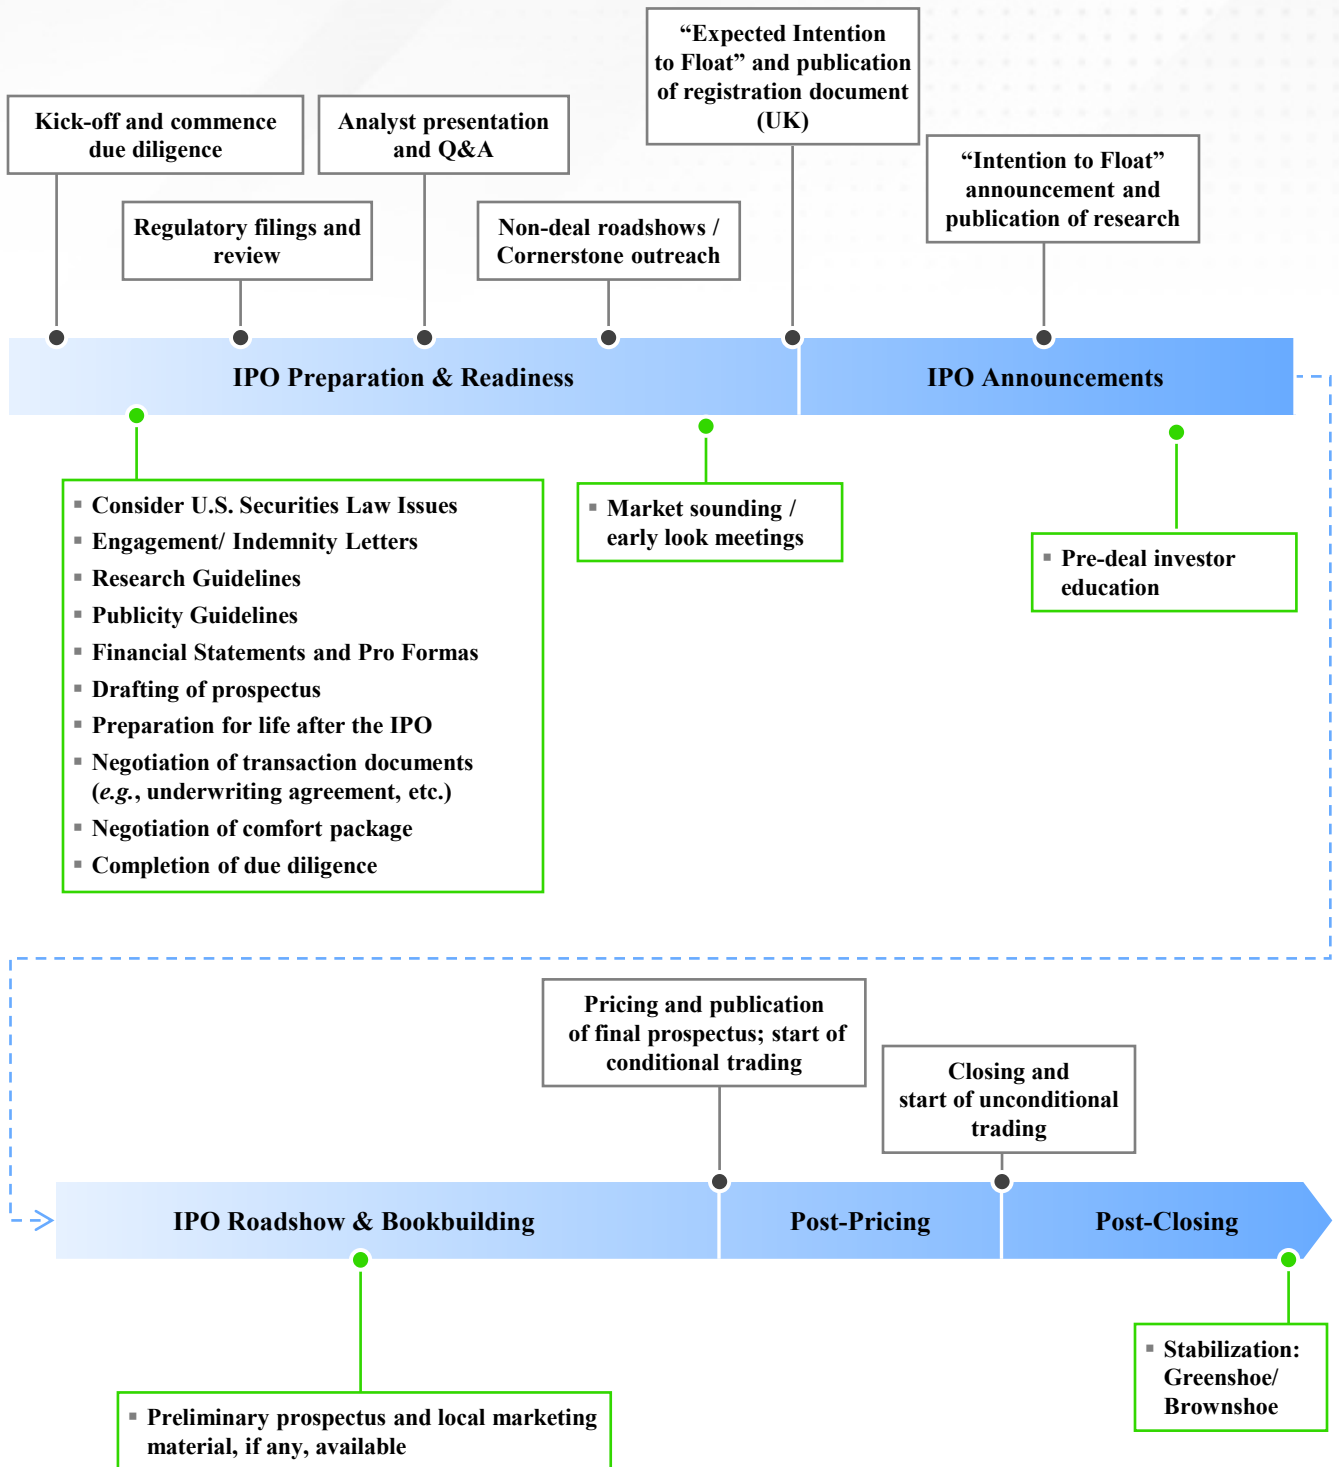 “Expected Intention
to Float” and publication
of registration document
(UK)
Kick-off and commence
due diligence
Analyst presentation
and Q&A
“Intention to Float”
announcement and
publication of research
Regulatory filings and
review
Non-deal roadshows /
Cornerstone outreach
IPO Preparation & Readiness
IPO Announcements
▪ Consider U.S. Securities Law Issues
▪ Engagement/ Indemnity Letters
▪ Research Guidelines
▪ Publicity Guidelines
▪ Financial Statements and Pro Formas
▪ Drafting of prospectus
▪ Preparation for life after the IPO
▪ Negotiation of transaction documents
(e.g., underwriting agreement, etc.)
▪ Negotiation of comfort package
▪ Completion of due diligence
▪ Market sounding /
early look meetings
▪ Pre-deal investor
education
Pricing and publication
of final prospectus; start of
conditional trading
Closing and
start of unconditional
trading
IPO Roadshow & Bookbuilding
Post-Pricing
Post-Closing
▪ Preliminary prospectus and local marketing
material, if any, available
▪ Stabilization:
Greenshoe/
Brownshoe